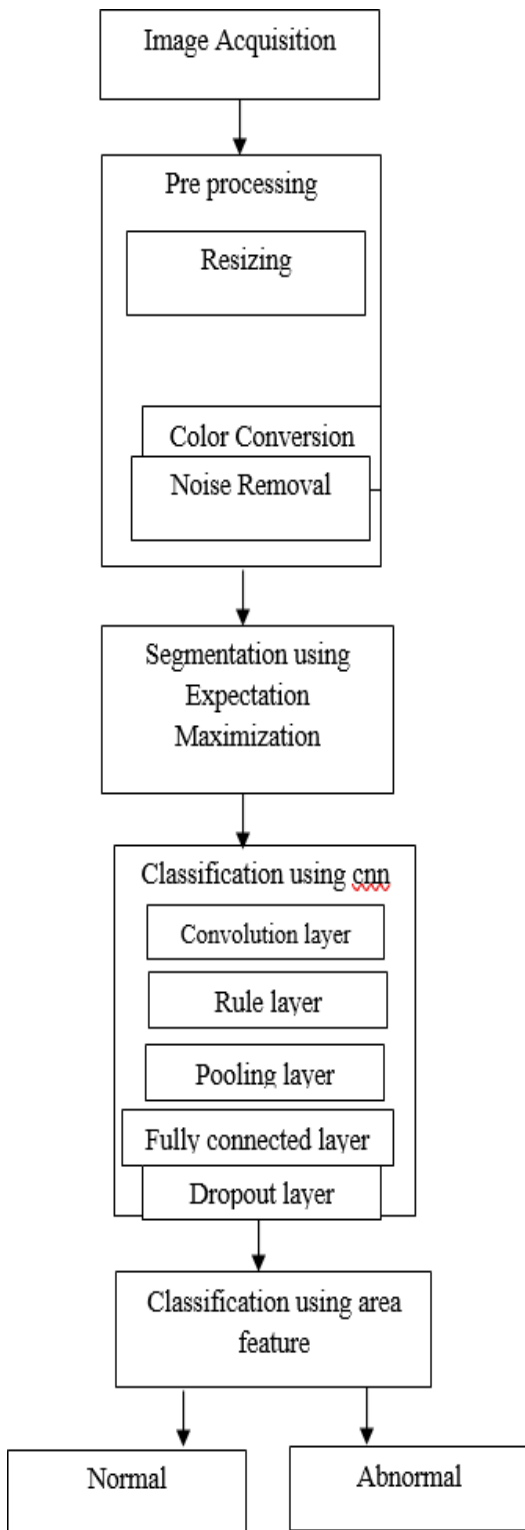 Image Acquisition
Pre processing
Resizing
Color Conversion
Noise Removal
Segmentation using
Expectation
Maximization
Classification using cnn
Convolution layer
Rule layer
Pooling layer
Fully connected layer
Dropout layer
Classification using area
feature
Normal
Abnormal